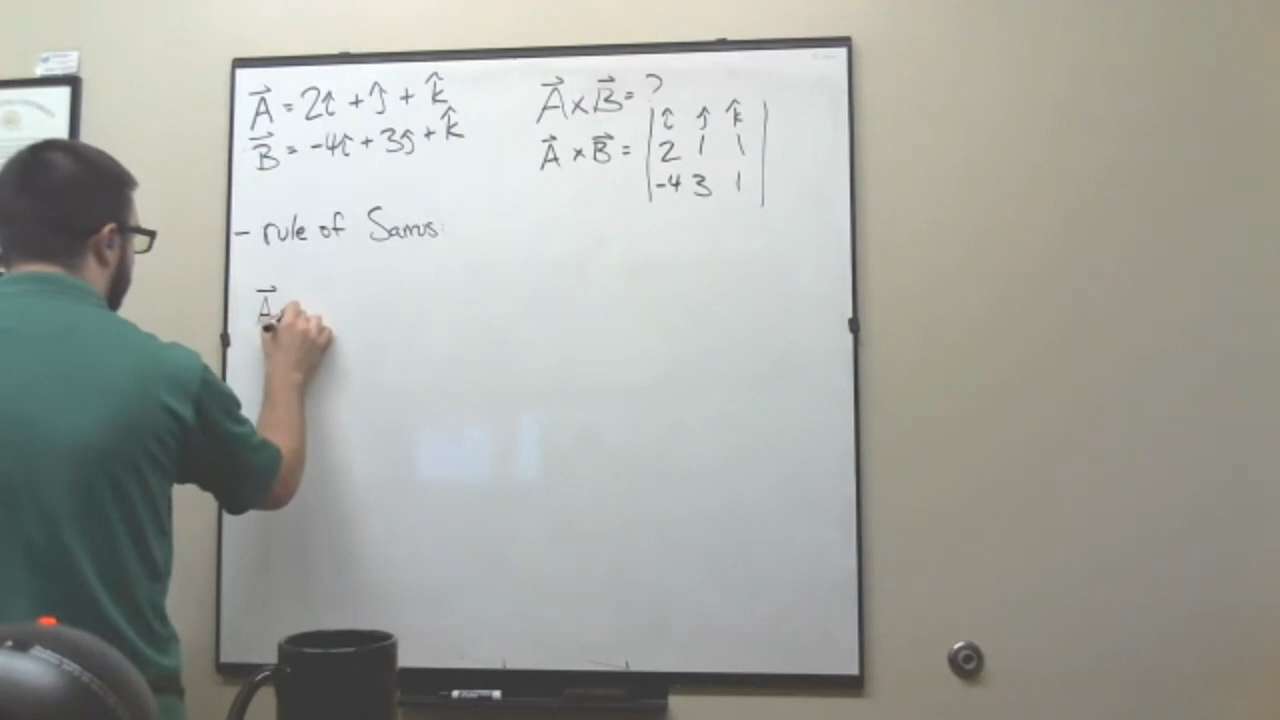 A⃗ = 2î + ĵ + k̂
B⃗ = -4î + 3ĵ + k̂
A⃗ × B⃗ = ?
A⃗ × B⃗ = | î ĵ k̂ |
| 2 1 1 |
| -4 3 1 |
- rule of Sarrus:
A⃗